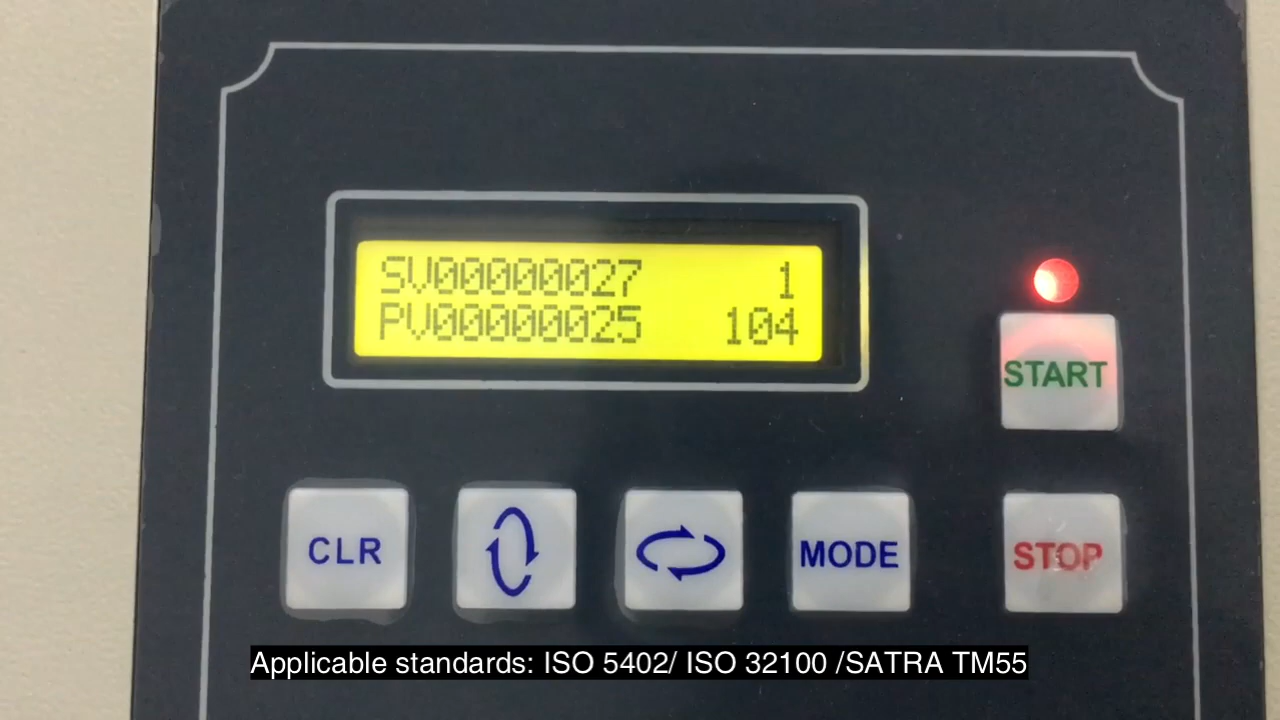 SV00000027 1
PV00000025 104
START
CLR
MODE
STOP
Applicable standards: ISO 5402/ ISO 32100 /SATRA TM55